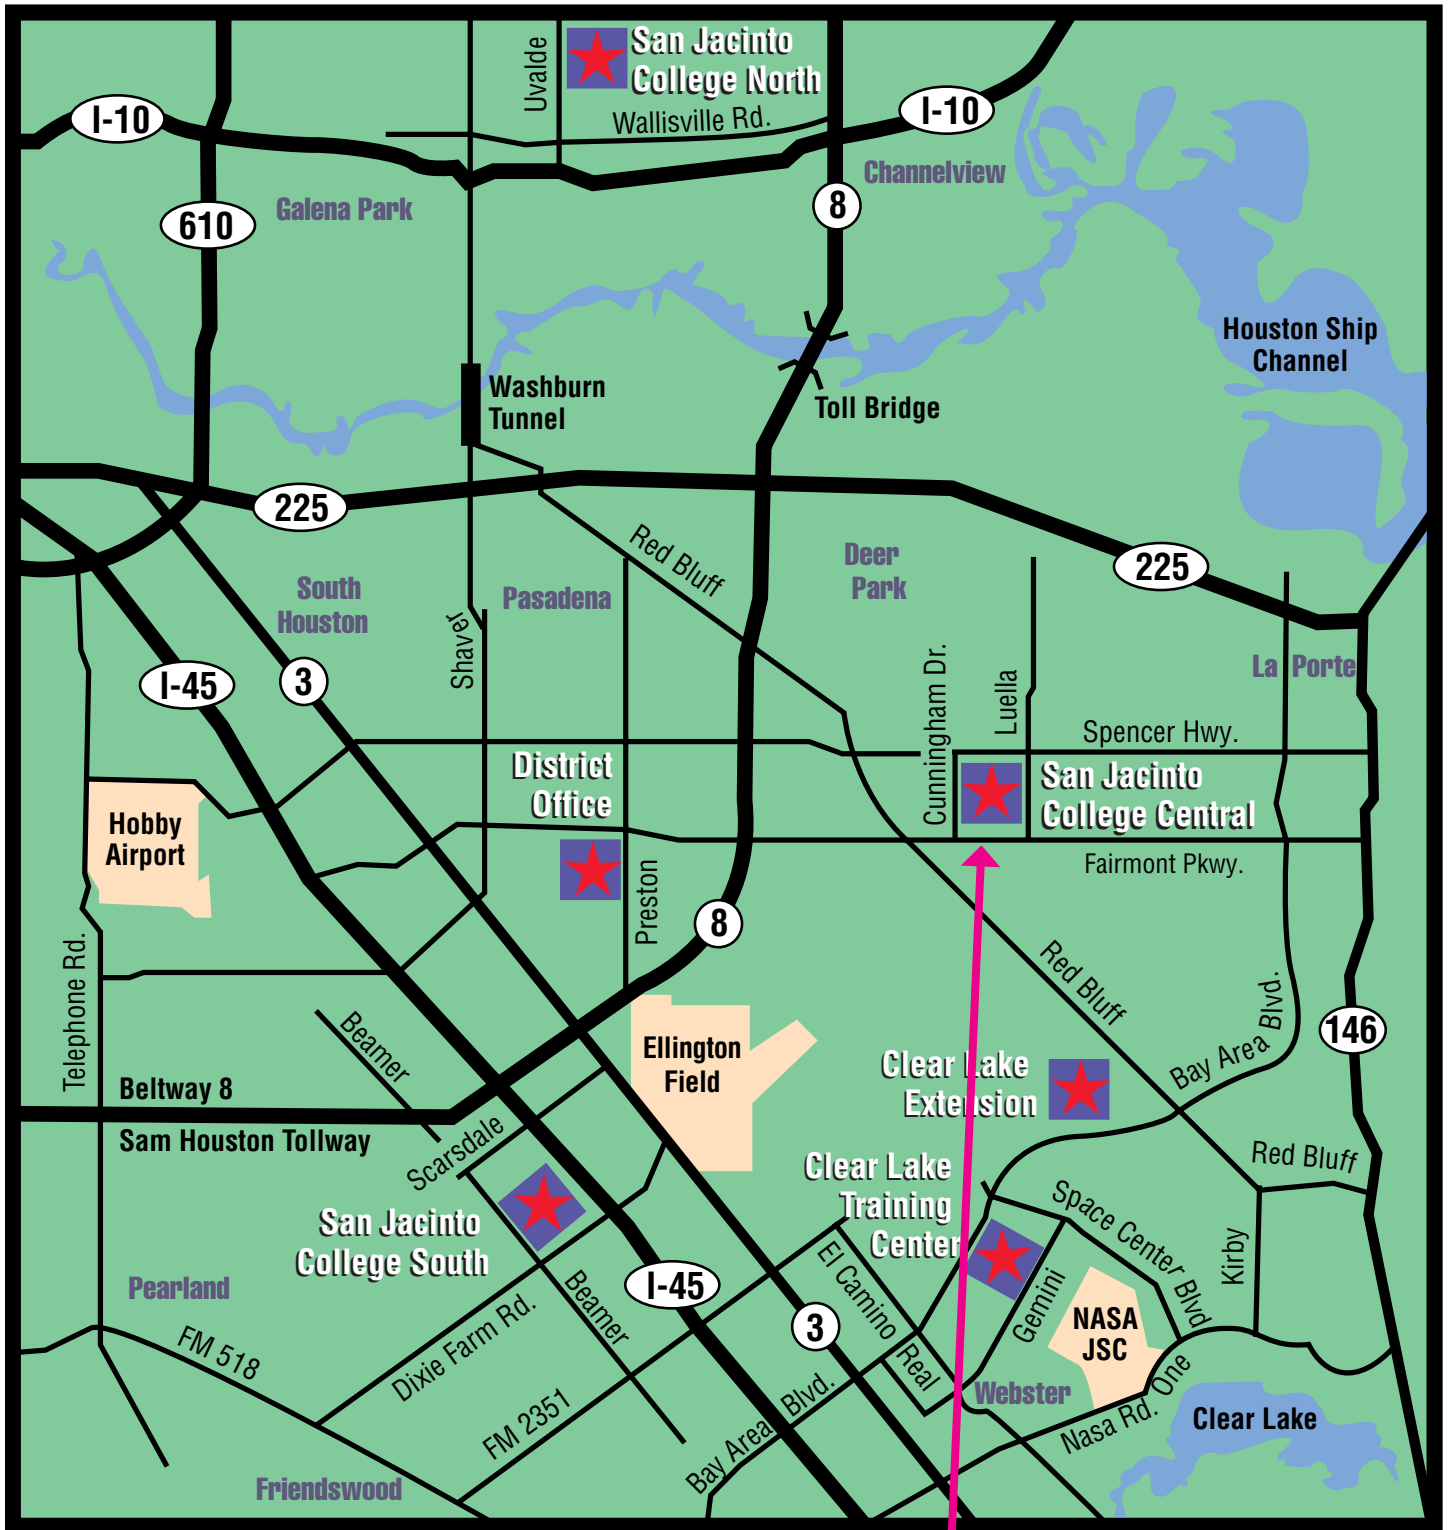 San Jacinto
College North
Uvalde
Wallisville Rd.
I-10
I-10
Channelview
Galena Park
610
8
Houston Ship
Channel
Washburn
Tunnel
Toll Bridge
225
Red Bluff
Deer
Park
225
South
Houston
Pasadena
Shaver
I-45
3
La Porte
Cunningham Dr.
Luella
Spencer Hwy.
District
Office
San Jacinto
College Central
Hobby
Airport
Fairmont Pkwy.
Preston
8
Telephone Rd.
Red Bluff
Bay Area Blvd.
146
Beamer
Ellington
Field
Clear Lake
Extension
Beltway 8
Sam Houston Tollway
Scarsdale
Red Bluff
Clear Lake
Training
Center
Space Center Blvd
San Jacinto
College South
Kirby
El Camino Real
Gemini
Pearland
I-45
Beamer
3
NASA
JSC
FM 518
Dixie Farm Rd.
Webster
Nasa Rd. One
Clear Lake
FM 2351
Bay Area Blvd.
Friendswood